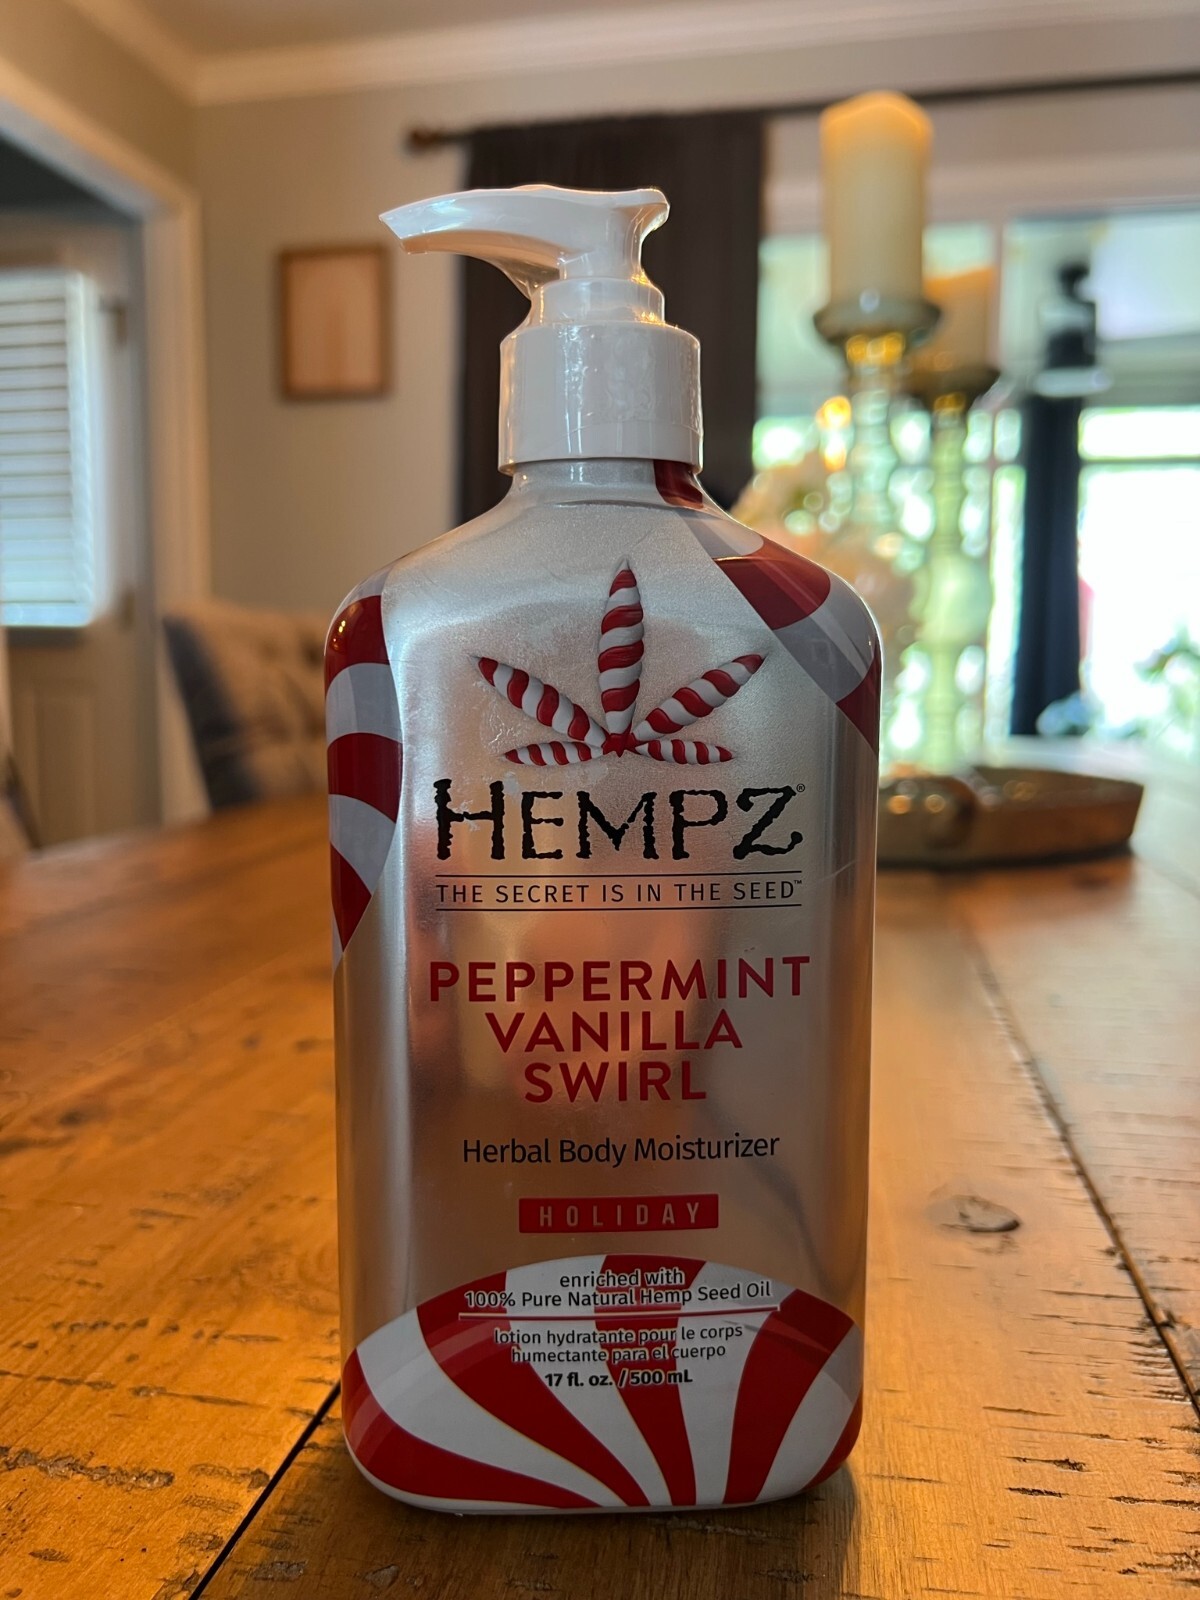 HEMPZ®
THE SECRET IS IN THE SEED™
PEPPERMINT
VANILLA
SWIRL
Herbal Body Moisturizer
HOLIDAY
enriched with
100% Pure Natural Hemp Seed Oil
lotion hydratante pour le corps
humectante para el cuerpo
17 fl. oz. / 500 mL